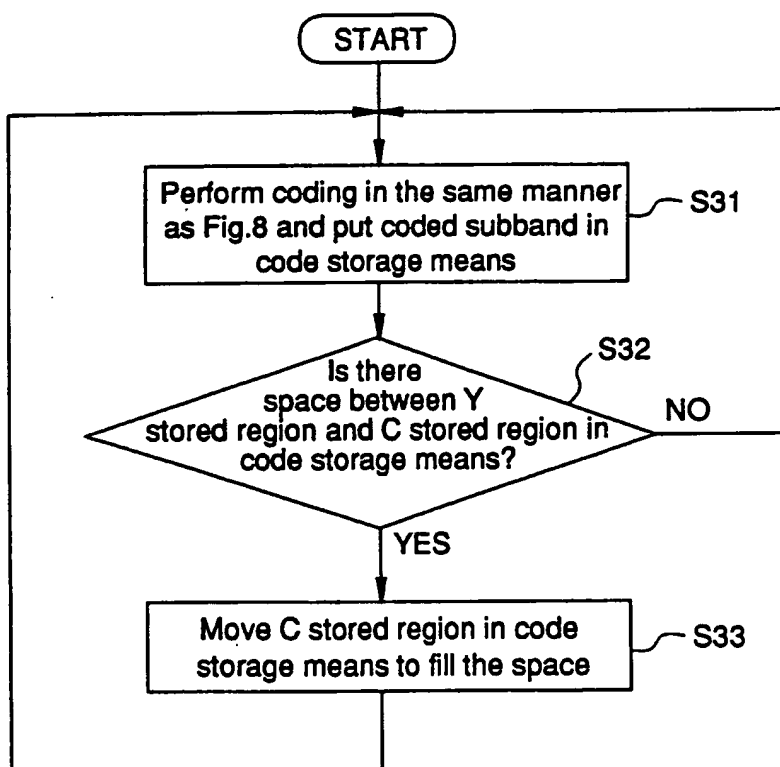 START
Perform coding in the same manner
as Fig.8 and put coded subband in
code storage means
S31
Is there
space between Y
stored region and C stored region in
code storage means?
S32
NO
YES
Move C stored region in code
storage means to fill the space
S33